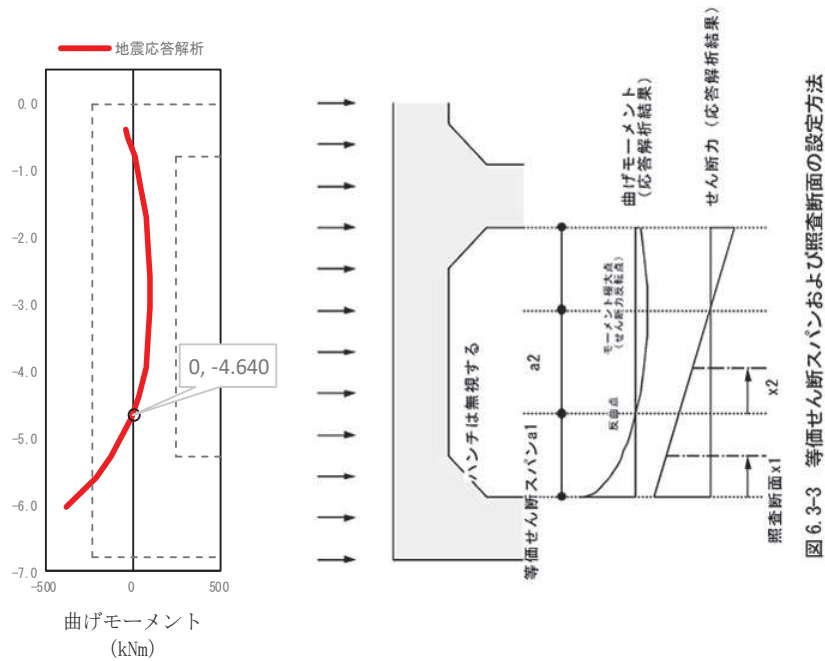 地震応答解析
0.0
-1.0
-2.0
-3.0
-4.0
-5.0
-6.0
-7.0
0, -4.640
-500
0
500
曲げモーメント
(kNm)
ハンチは無視する
等価せん断スパンa1
a2
反曲点
モーメント極大点
(せん断力反転点)
曲げモーメント
(応答解析結果)
せん断力 (応答解析結果)
照査断面x1
x2
図 6.3-3 等価せん断スパンおよび照査断面の設定方法